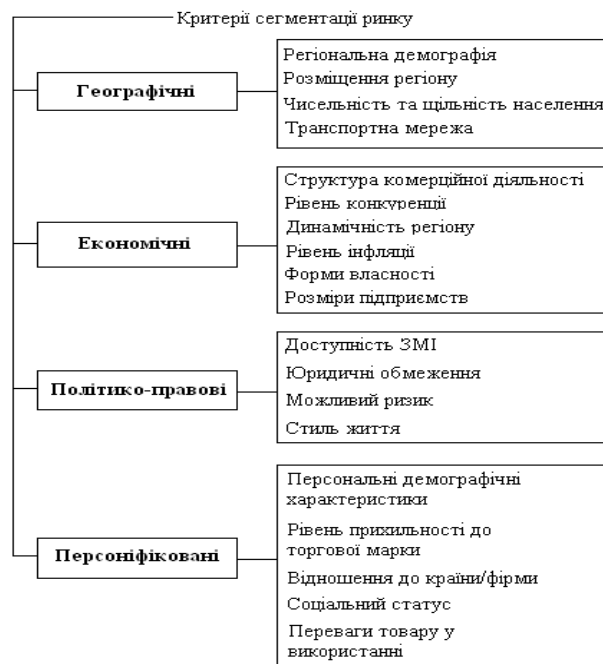 Критерії сегментації ринку
Географічні
Регіональна демографія
Розміщення регіону
Чисельність та щільність населення
Транспортна мережа
Економічні
Структура комерційної діяльності
Рівень конкуренції
Динамічність регіону
Рівень інфляції
Форми власності
Розміри підприємств
Політико-правові
Доступність ЗМІ
Юридичні обмеження
Можливий ризик
Стиль життя
Персоніфіковані
Персональні демографічні
характеристики
Рівень прихильності до
торгової марки
Відношення до країни/фірми
Соціальний статус
Переваги товару у
використанні